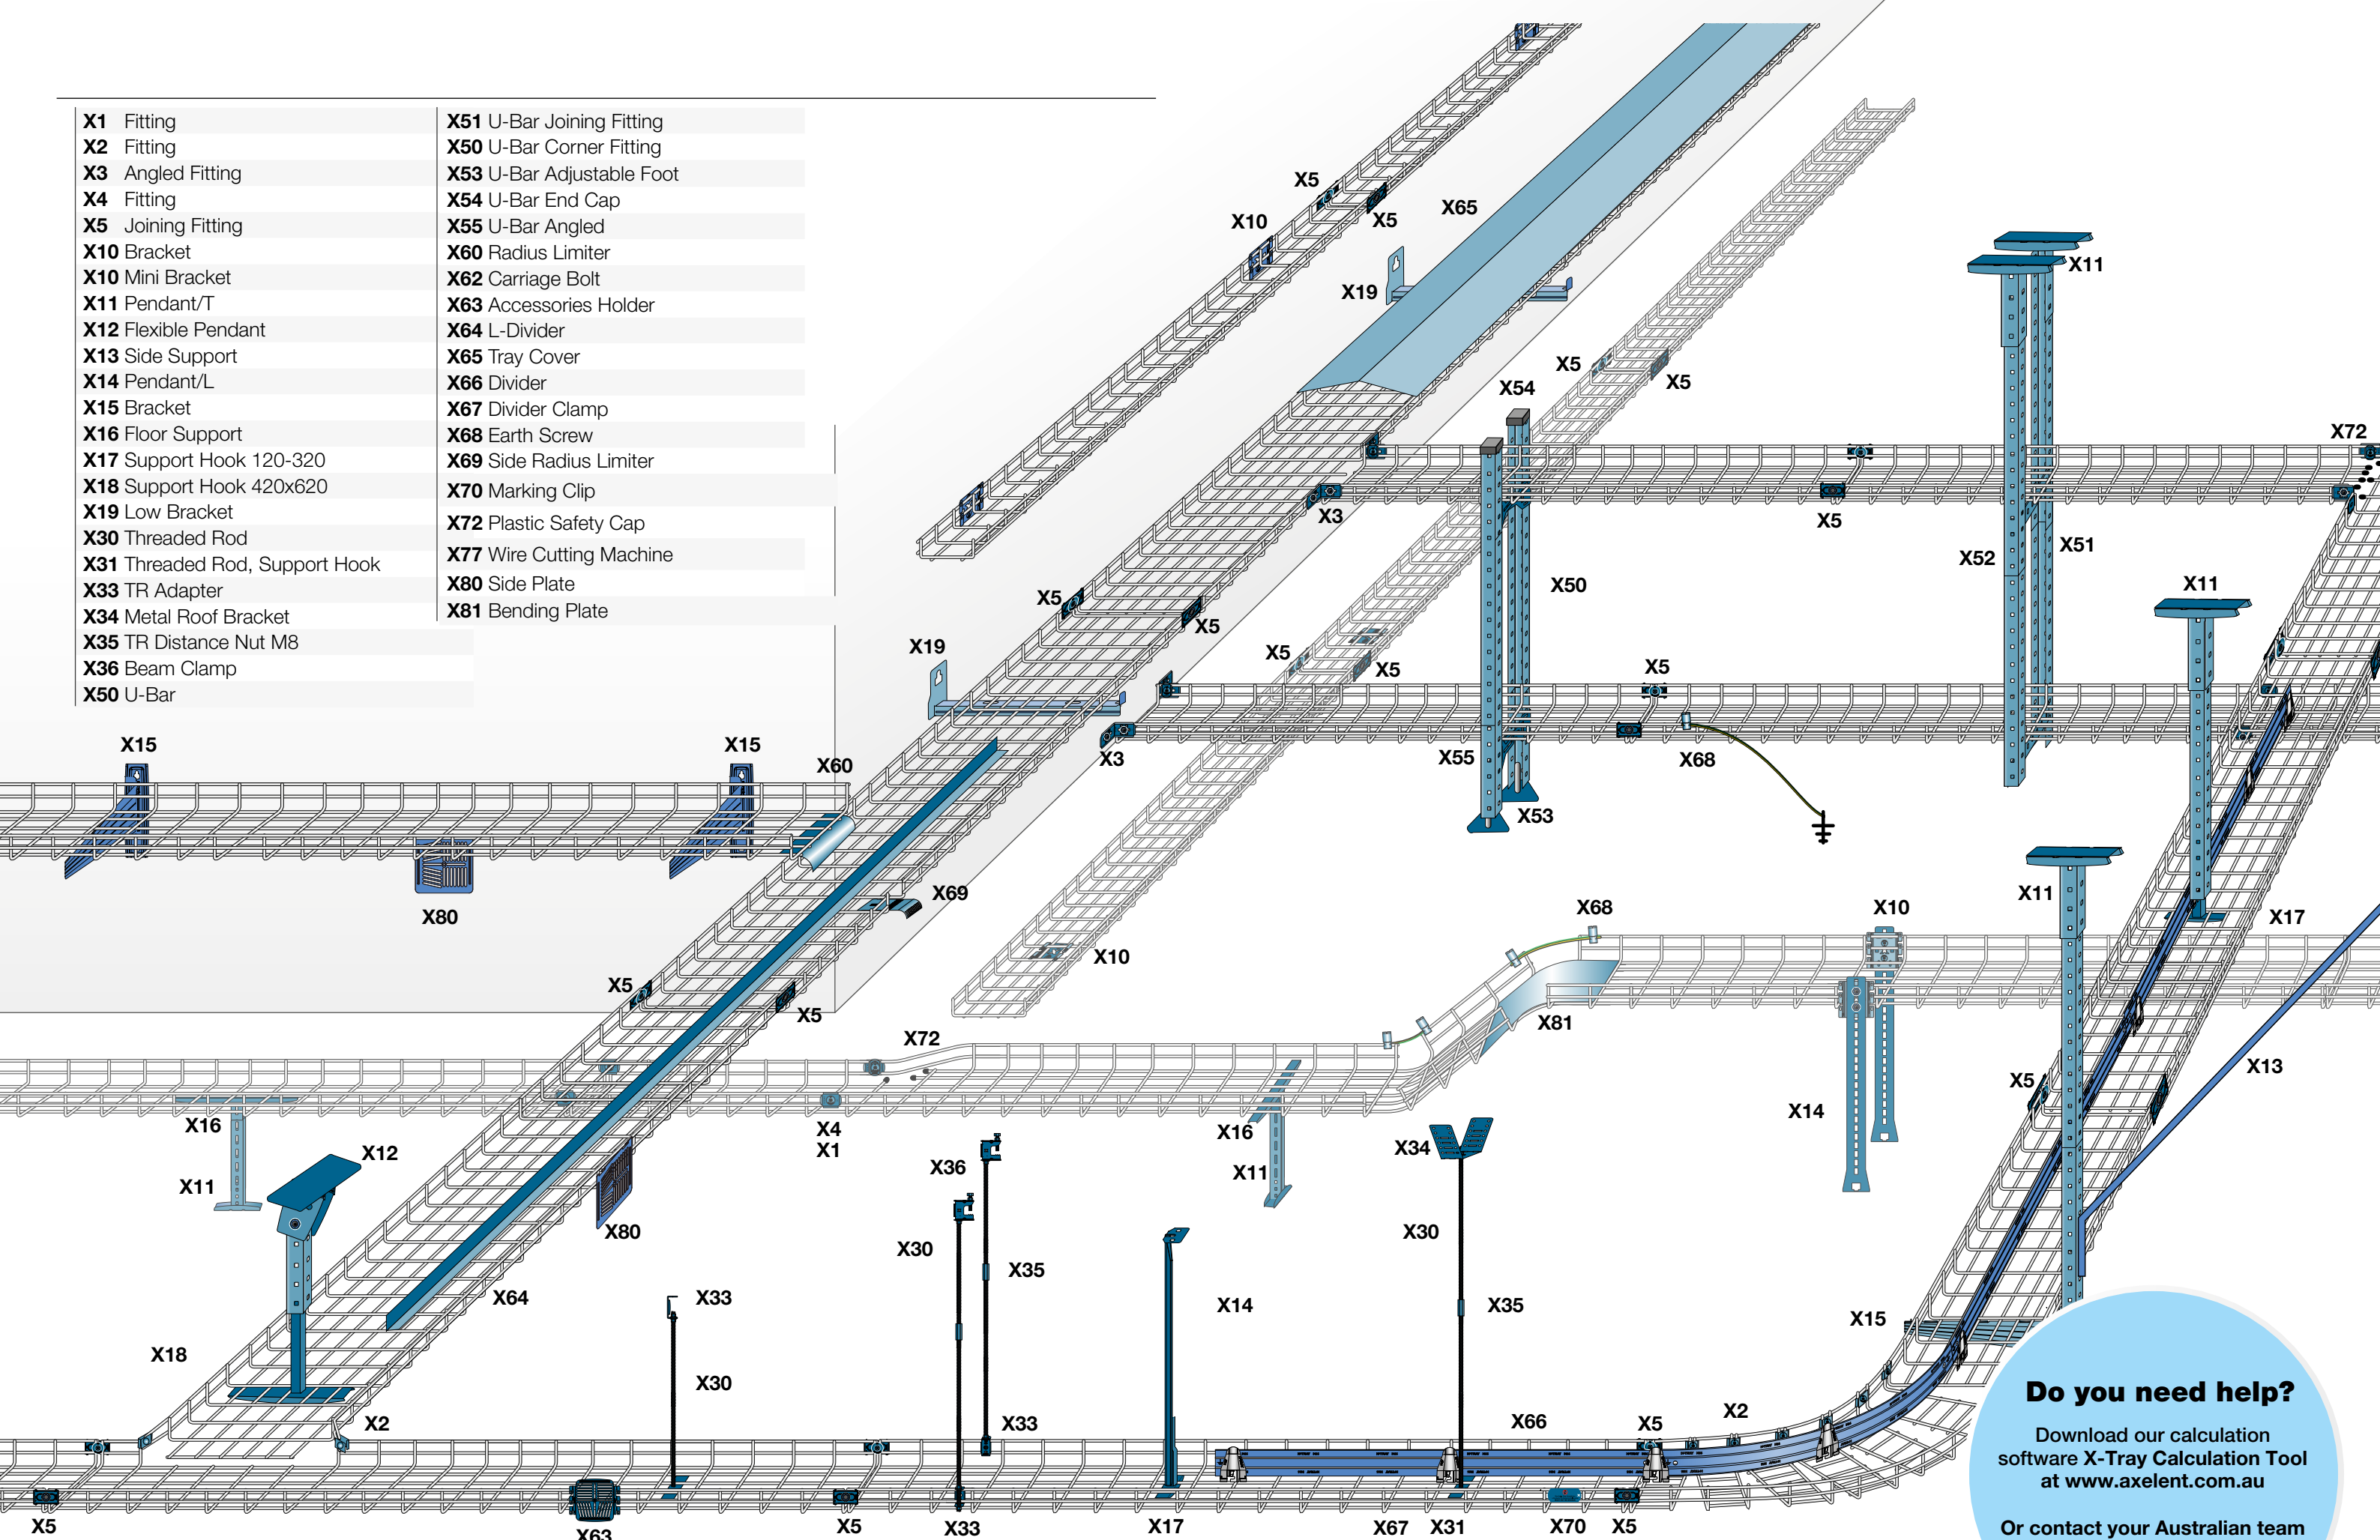 X1 Fitting
X2 Fitting
X3 Angled Fitting
X4 Fitting
X5 Joining Fitting
X10 Bracket
X10 Mini Bracket
X11 Pendant/T
X12 Flexible Pendant
X13 Side Support
X14 Pendant/L
X15 Bracket
X16 Floor Support
X17 Support Hook 120-320
X18 Support Hook 420x620
X19 Low Bracket
X30 Threaded Rod
X31 Threaded Rod, Support Hook
X33 TR Adapter
X34 Metal Roof Bracket
X35 TR Distance Nut M8
X36 Beam Clamp
X50 U-Bar
X51 U-Bar Joining Fitting
X50 U-Bar Corner Fitting
X53 U-Bar Adjustable Foot
X54 U-Bar End Cap
X55 U-Bar Angled
X60 Radius Limiter
X62 Carriage Bolt
X63 Accessories Holder
X64 L-Divider
X65 Tray Cover
X66 Divider
X67 Divider Clamp
X68 Earth Screw
X69 Side Radius Limiter
X70 Marking Clip
X72 Plastic Safety Cap
X77 Wire Cutting Machine
X80 Side Plate
X81 Bending Plate
X5
X5
X10
X65
X19
X11
X5
X5
X54
X72
X3
X5
X52
X51
X50
X11
X5
X5
X19
X5
X5
X5
X15
X15
X60
X3
X55
X68
X53
X69
X80
X11
X17
X68
X10
X10
X5
X5
X81
X72
X13
X5
X14
X16
X4
X1
X16
X12
X36
X34
X11
X11
X80
X30
X30
X35
X64
X33
X14
X35
X15
X18
X30
X2
X33
X66
X5
X2
X5
X63
X5
X33
X17
X67
X31
X70
X5
Do you need help?
Download our calculation
software X-Tray Calculation Tool
at www.axelent.com.au
Or contact your Australian team